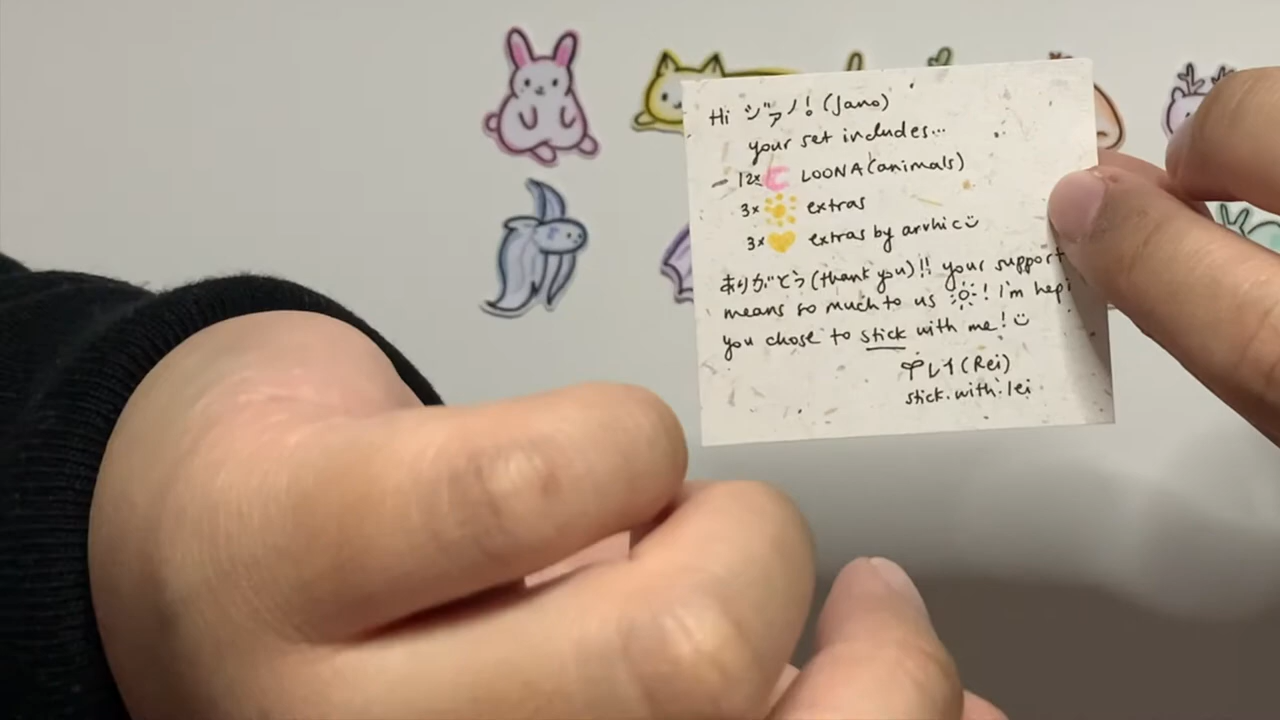 Hi ジァノ! (Jano)
your set includes...
12x LOONA (animals)
3x extras
3x extras by arvhic
ありがとう (thank you)!! your support
means so much to us ! I'm hepi
you chose to stick with me!
レイ (Rei)
stick.with.lei